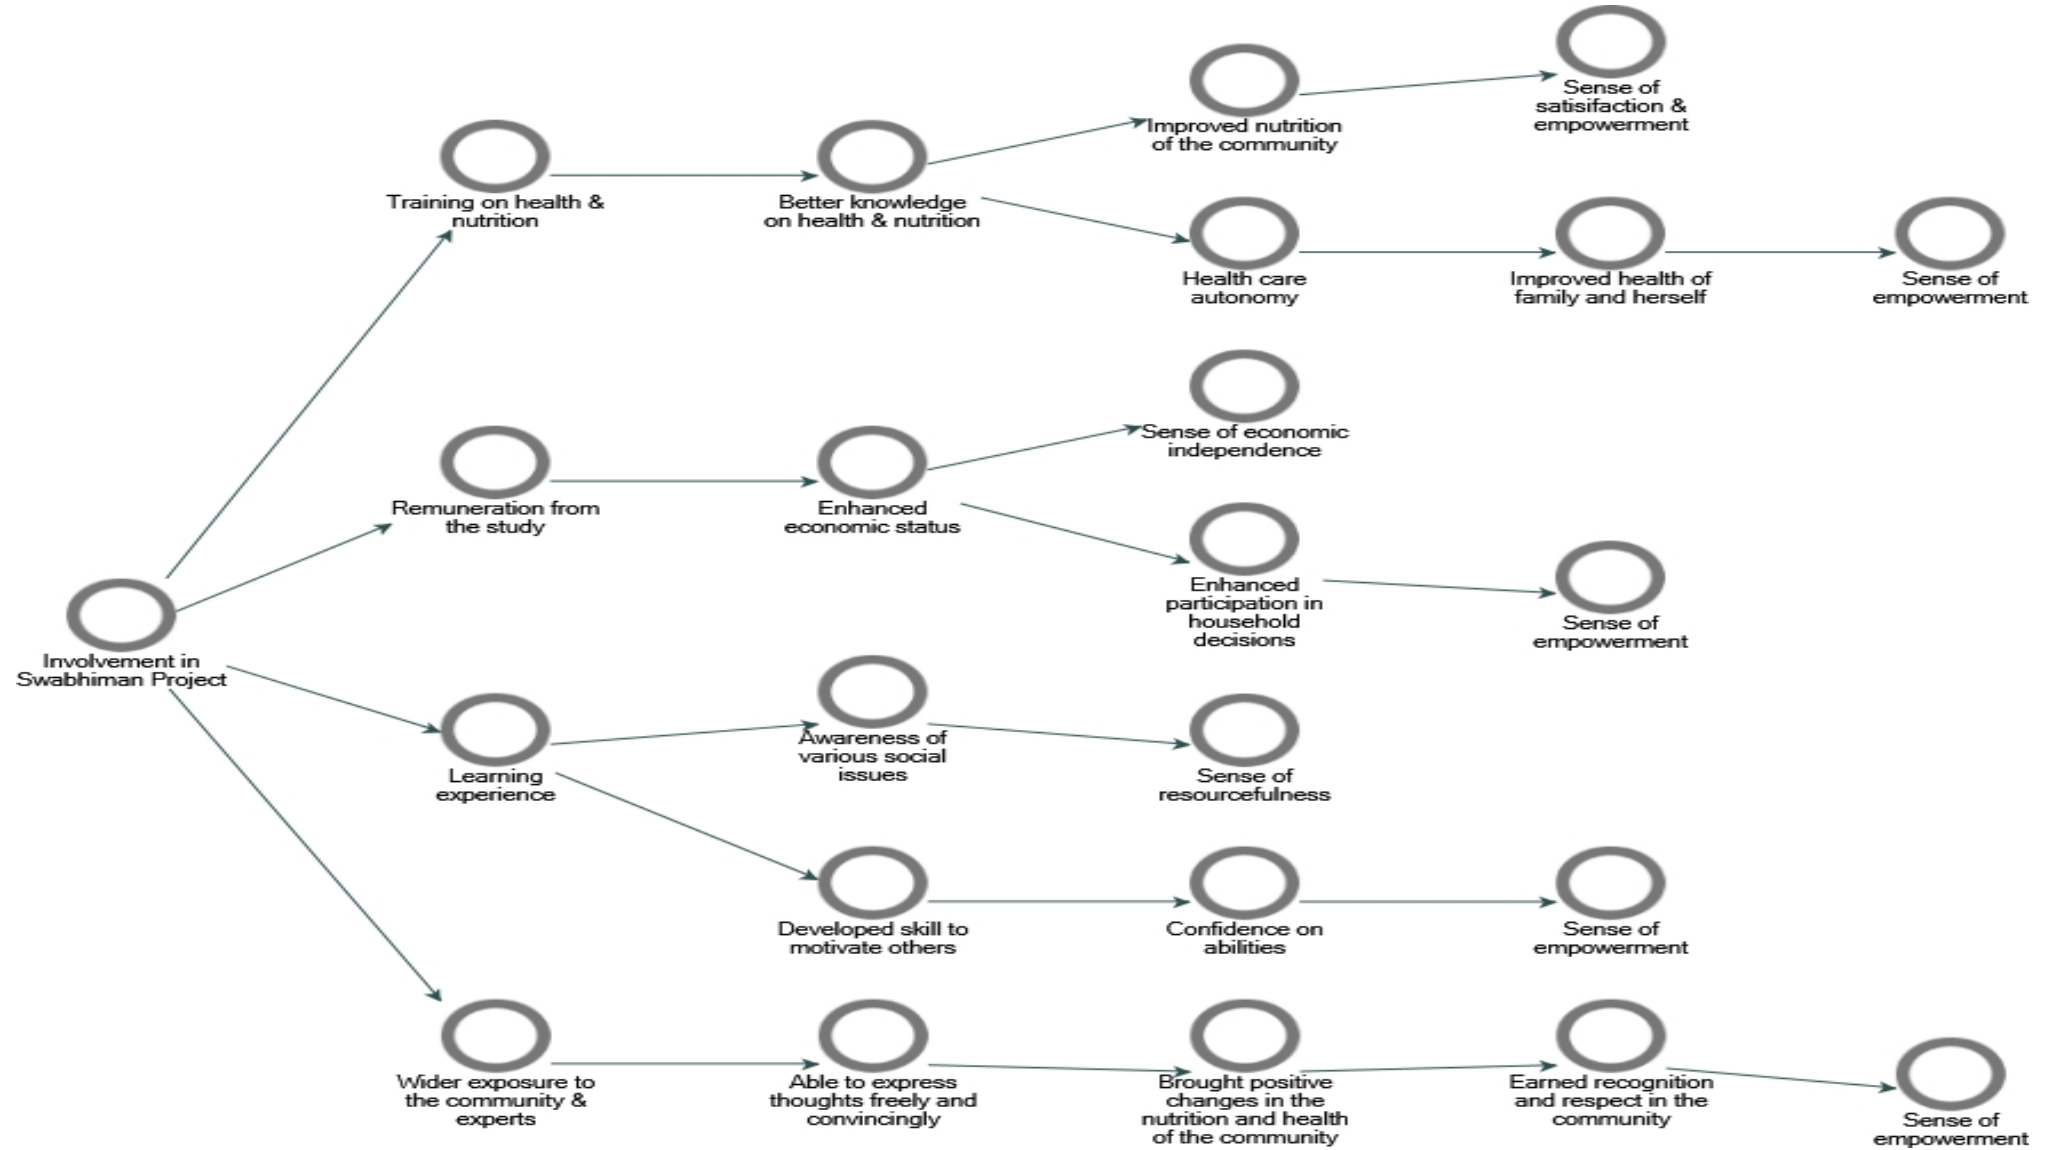 Sense of
satisifaction &
empowerment
Improved nutrition
of the community
Training on health &
nutrition
Better knowledge
on health & nutrition
Health care
autonomy
Improved health of
family and herself
Sense of
empowerment
Sense of economic
independence
Remuneration from
the study
Enhanced
economic status
Enhanced
participation in
household
decisions
Sense of
empowerment
Involvement in
Swabhiman Project
Learning
experience
Awareness of
various social
issues
Sense of
resourcefulness
Developed skill to
motivate others
Confidence on
abilities
Sense of
empowerment
Wider exposure to
the community &
experts
Able to express
thoughts freely and
convincingly
Brought positive
changes in the
nutrition and health
of the community
Earned recognition
and respect in the
community
Sense of
empowerment